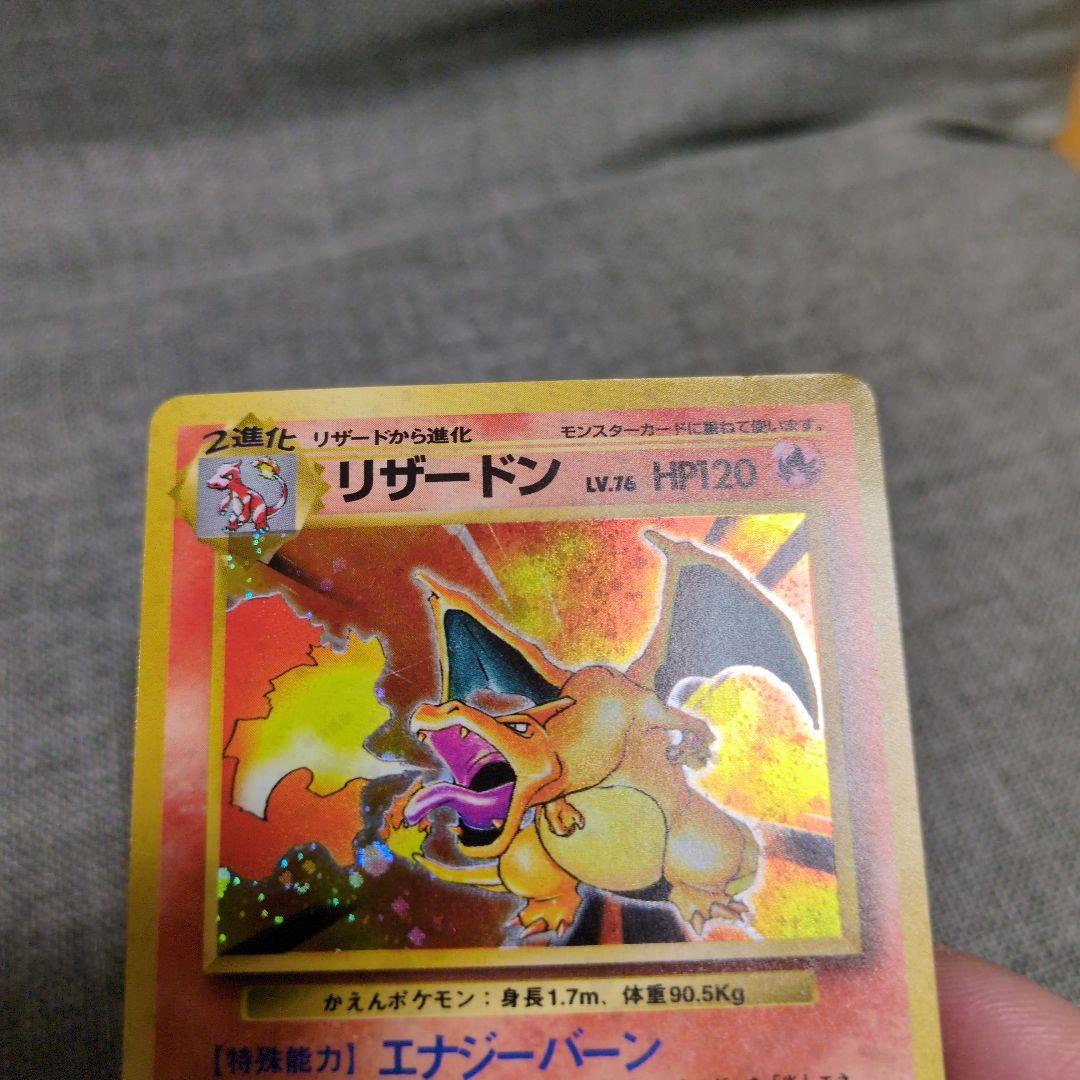 2進化 リザードから進化 モンスターカードに重ねて使います。
リザードン LV.76 HP120
かえんポケモン：身長1.7m、体重90.5Kg
【特殊能力】エナジーバーン